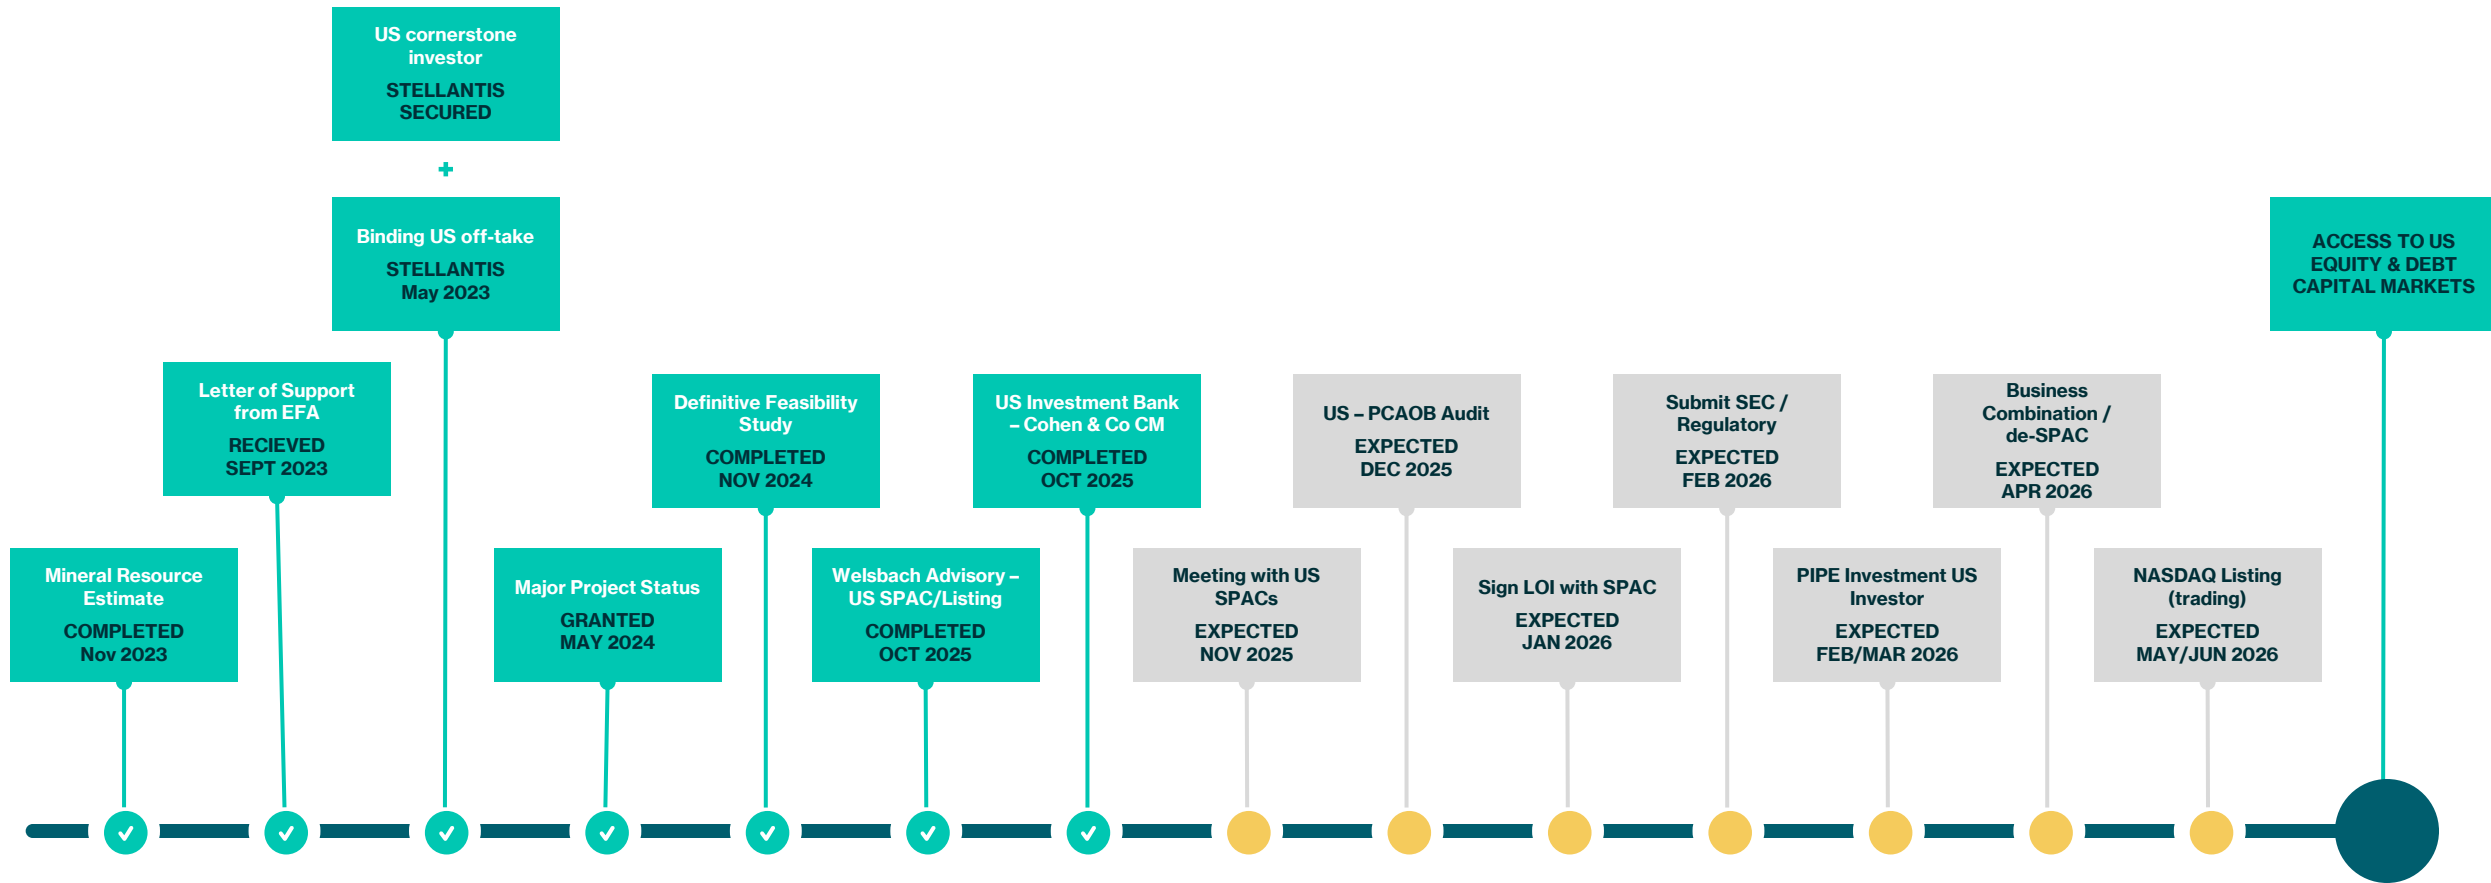 US cornerstone
investor
STELLANTIS
SECURED
+
Binding US off-take
STELLANTIS
May 2023
ACCESS TO US
EQUITY & DEBT
CAPITAL MARKETS
Letter of Support
from EFA
RECIEVED
SEPT 2023
Definitive Feasibility
Study
COMPLETED
NOV 2024
US Investment Bank
– Cohen & Co CM
COMPLETED
OCT 2025
US – PCAOB Audit
EXPECTED
DEC 2025
Submit SEC /
Regulatory
EXPECTED
FEB 2026
Business
Combination /
de-SPAC
EXPECTED
APR 2026
Mineral Resource
Estimate
COMPLETED
Nov 2023
Major Project Status
GRANTED
MAY 2024
Welsbach Advisory –
US SPAC/Listing
COMPLETED
OCT 2025
Meeting with US
SPACs
EXPECTED
NOV 2025
Sign LOI with SPAC
EXPECTED
JAN 2026
PIPE Investment US
Investor
EXPECTED
FEB/MAR 2026
NASDAQ Listing
(trading)
EXPECTED
MAY/JUN 2026